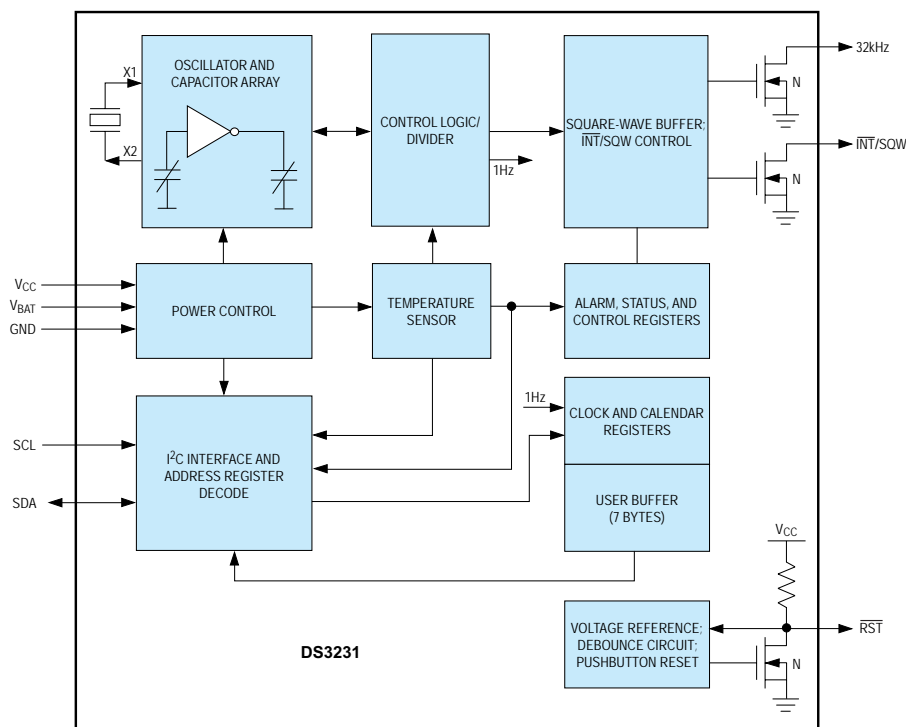 X1
X2
OSCILLATOR AND
CAPACITOR ARRAY
CONTROL LOGIC/
DIVIDER
1Hz
SQUARE-WAVE BUFFER;
INT/SQW CONTROL
N
32kHz
N
INT/SQW
VCC
VBAT
GND
POWER CONTROL
TEMPERATURE
SENSOR
ALARM, STATUS, AND
CONTROL REGISTERS
SCL
SDA
I2C INTERFACE AND
ADDRESS REGISTER
DECODE
1Hz
CLOCK AND CALENDAR
REGISTERS
USER BUFFER
(7 BYTES)
VCC
VOLTAGE REFERENCE;
DEBOUNCE CIRCUIT;
PUSHBUTTON RESET
N
RST
DS3231